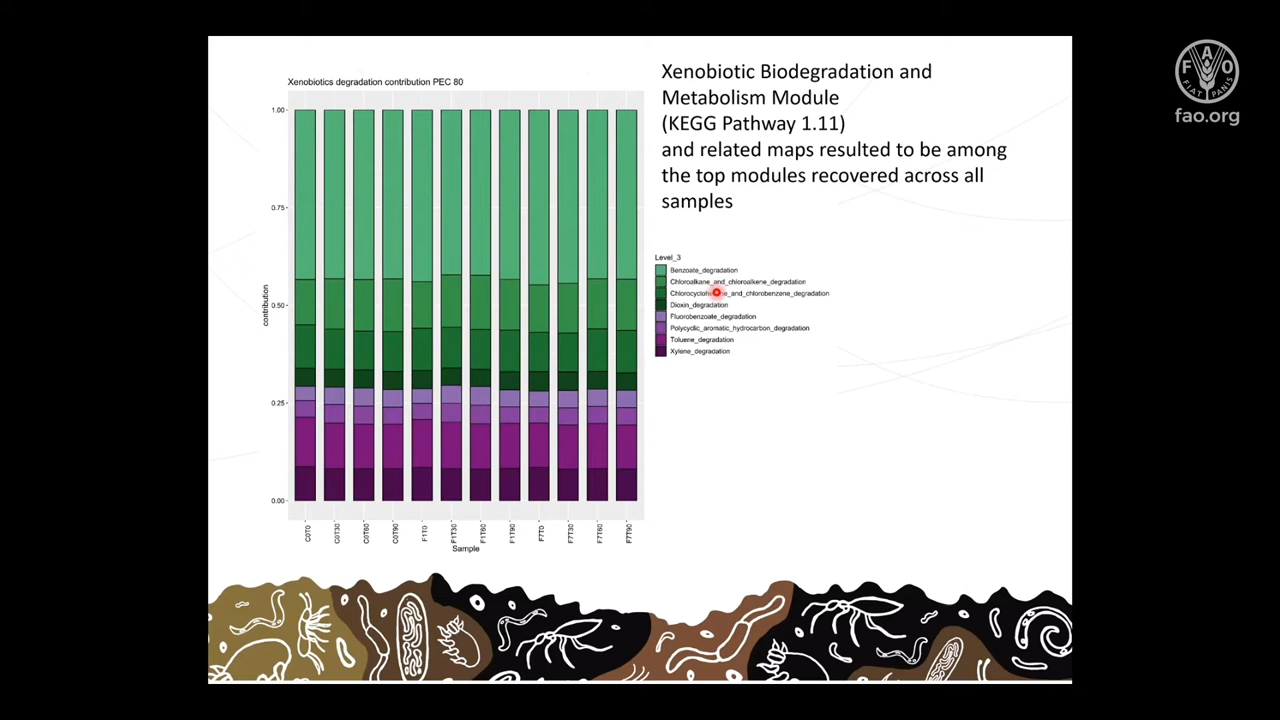 Xenobiotics degradation contribution PEC 80
1.00
0.75
0.50
0.25
0.00
contribution
C0T0
C0T30
C0T60
C0T90
F1T0
F1T30
F1T60
F1T90
F7T0
F7T30
F7T60
F7T90
Sample
Xenobiotic Biodegradation and
Metabolism Module
(KEGG Pathway 1.11)
and related maps resulted to be among
the top modules recovered across all
samples
Level_3
Benzoate_degradation
Chloroalkane_and_chloroalkene_degradation
and_chlorobenzene_degradation
Dioxin_degradation
Fluorobenzoate_degradation
Polycyclic_aromatic_hydrocarbon_degradation
Toluene_degradation
Xylene_degradation
F A O
FIAT PANIS
fao.org